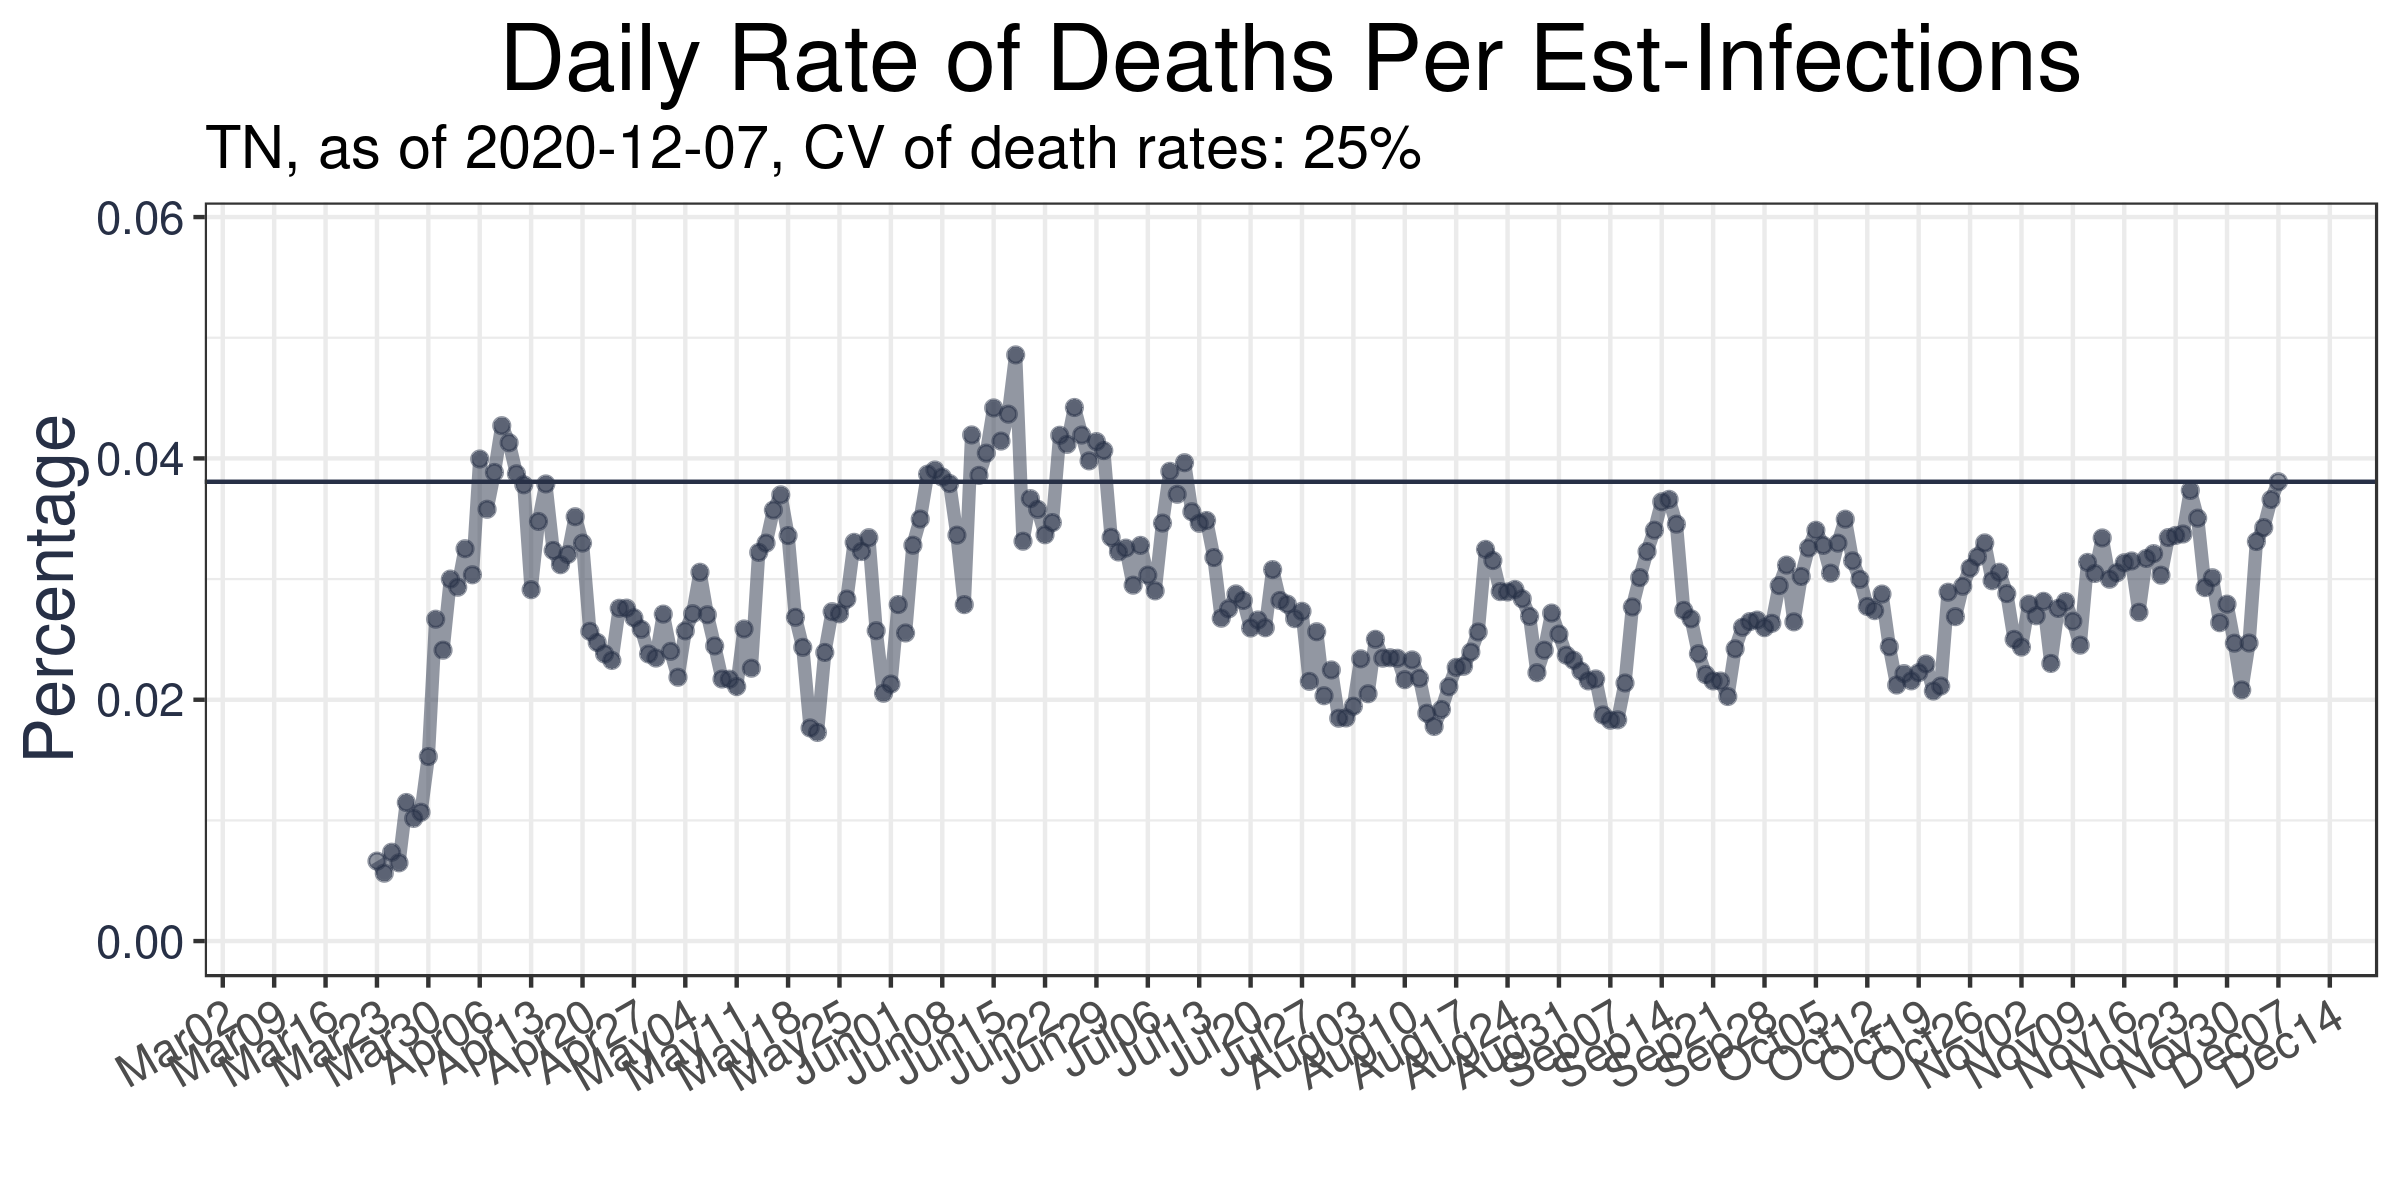 Daily Rate of Deaths Per Est-Infections
TN, as of 2020-12-07, CV of death rates: 25%
Percentage
0.06
0.04
0.02
0.00
Mar02
Mar09
Mar16
Mar23
Mar30
Apr06
Apr13
Apr20
Apr27
May04
May11
May18
May25
Jun01
Jun08
Jun15
Jun22
Jun29
Jul06
Jul13
Jul20
Jul27
Aug03
Aug10
Aug17
Aug24
Aug31
Sep07
Sep14
Sep21
Sep28
Oct05
Oct12
Oct19
Oct26
Nov02
Nov09
Nov16
Nov23
Nov30
Dec07
Dec14